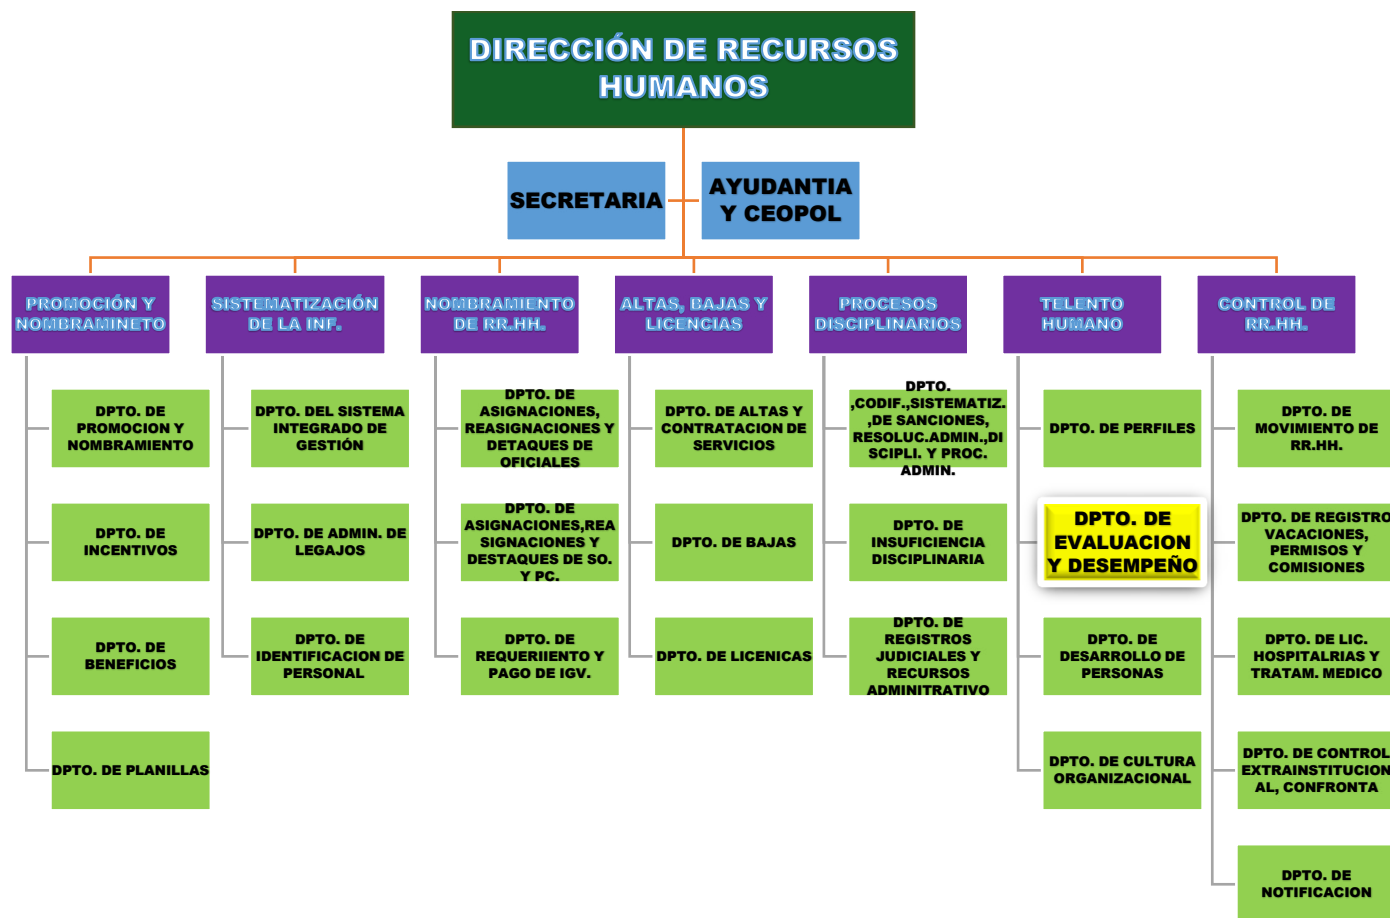 DIRECCIÓN DE RECURSOS
HUMANOS
SECRETARIA
AYUDANTIA
Y CEOPOL
PROMOCIÓN Y
NOMBRAMINETO
SISTEMATIZACIÓN
DE LA INF.
NOMBRAMIENTO
DE RR.HH.
ALTAS, BAJAS Y
LICENCIAS
PROCESOS
DISCIPLINARIOS
TELENTO
HUMANO
CONTROL DE
RR.HH.
DPTO. DE
PROMOCION Y
NOMBRAMIENTO
DPTO. DE
INCENTIVOS
DPTO. DE
BENEFICIOS
DPTO. DE PLANILLAS
DPTO. DEL SISTEMA
INTEGRADO DE
GESTIÓN
DPTO. DE ADMIN. DE
LEGAJOS
DPTO. DE
IDENTIFICACION DE
PERSONAL
DPTO. DE
ASIGNACIONES,
REASIGNACIONES Y
DETAQUES DE
OFICIALES
DPTO. DE
ASIGNACIONES,REA
SIGNACIONES Y
DESTAQUES DE SO.
Y PC.
DPTO. DE
REQUERIIENTO Y
PAGO DE IGV.
DPTO. DE ALTAS Y
CONTRATACION DE
SERVICIOS
DPTO. DE BAJAS
DPTO. DE LICENICAS
DPTO.
,CODIF.,SISTEMATIZ.
,DE SANCIONES,
RESOLUC.ADMIN.,DI
SCIPLI. Y PROC.
ADMIN.
DPTO. DE
INSUFICIENCIA
DISCIPLINARIA
DPTO. DE
REGISTROS
JUDICIALES Y
RECURSOS
ADMINITRATIVO
DPTO. DE PERFILES
DPTO. DE
EVALUACION
Y DESEMPEÑO
DPTO. DE
DESARROLLO DE
PERSONAS
DPTO. DE CULTURA
ORGANIZACIONAL
DPTO. DE
MOVIMIENTO DE
RR.HH.
DPTO. DE REGISTRO
VACACIONES,
PERMISOS Y
COMISIONES
DPTO. DE LIC.
HOSPITALRIAS Y
TRATAM. MEDICO
DPTO. DE CONTROL
EXTRAINSTITUCION
AL, CONFRONTA
DPTO. DE
NOTIFICACION